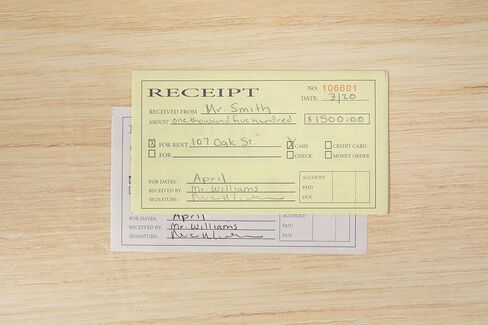 RECEIPT
NO: 106601
DATE: 3/20
RECEIVED FROM Mr. Smith
AMOUNT one thousand five hundred $1500.00
X FOR RENT 107 Oak St. X CASH CREDIT CARD
FOR CHECK MONEY ORDER
FOR DATES: April ACCOUNT
RECEIVED BY: Mr. Williams PAID
SIGNATURE: DUE
FOR DATES: April ACCOUNT
RECEIVED BY: Mr. Williams PAID
SIGNATURE: DUE